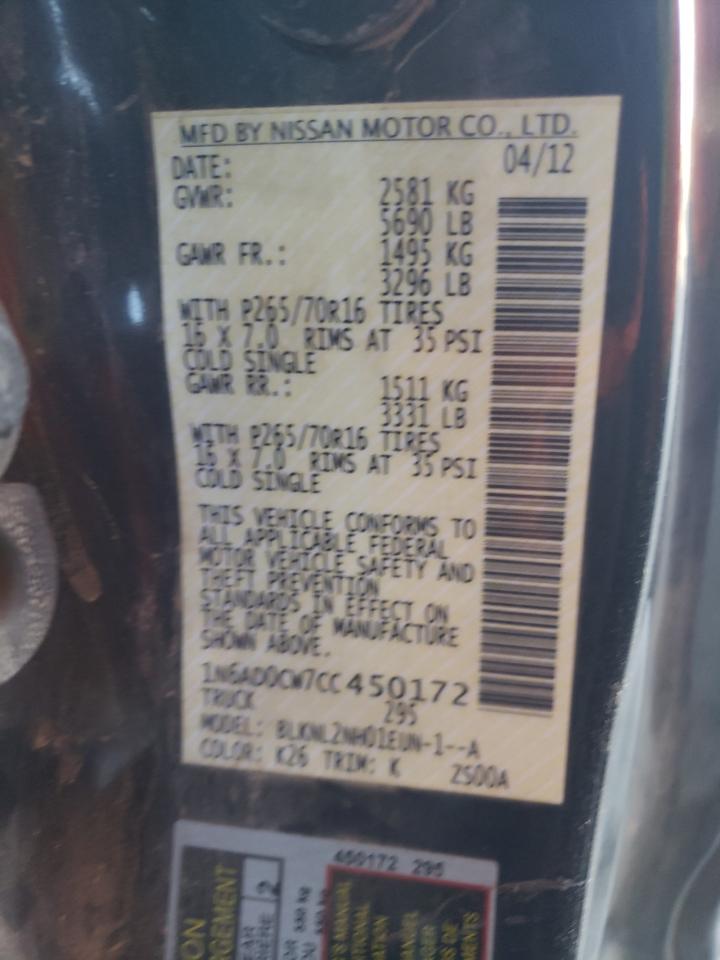 MFD BY NISSAN MOTOR CO., LTD.
DATE: 04/12
GVWR: 2581 KG
5690 LB
GAWR FR.: 1495 KG
3296 LB
WITH P265/70R16 TIRES
16 X 7.0 RIMS AT 35 PSI
COLD SINGLE
GAWR RR.: 1511 KG
3331 LB
WITH P265/70R16 TIRES
16 X 7.0 RIMS AT 35 PSI
COLD SINGLE
THIS VEHICLE CONFORMS TO
ALL APPLICABLE FEDERAL
MOTOR VEHICLE SAFETY AND
THEFT PREVENTION
STANDARDS IN EFFECT ON
THE DATE OF MANUFACTURE
SHOWN ABOVE.
1N6AD0CW7CC450172
TRUCK 295
MODEL: BLKNL2NH01EUN-1--A
COLOR: K26 TRIM: K ZS00A
450172 295
2